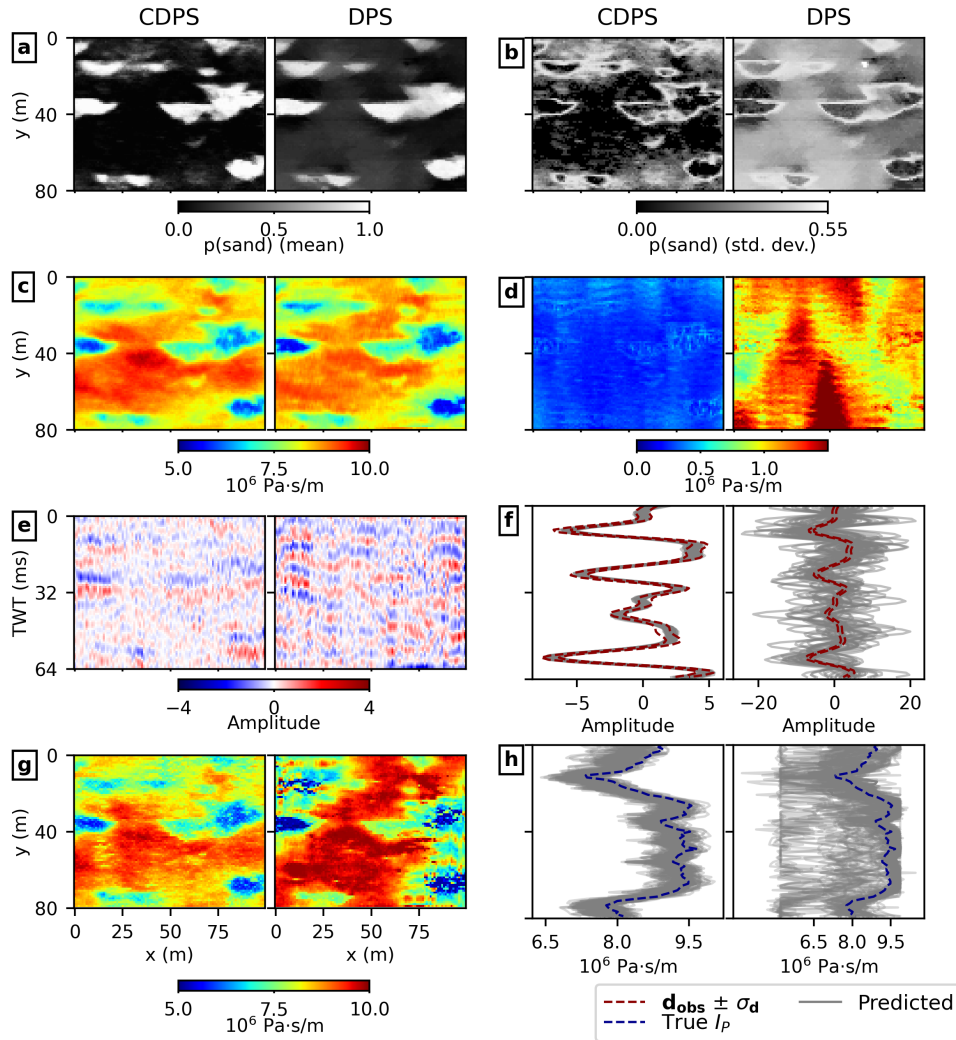 CDPS DPS CDPS DPS
a 0 40 80 y (m) b
0.0 0.5 1.0 0.00 0.55
p(sand) (mean) p(sand) (std. dev.)
c 0 40 80 y (m) d
5.0 7.5 10.0 0.0 0.5 1.0
10⁶ Pa·s/m 10⁶ Pa·s/m
e 0 32 64 TWT (ms) f
−4 0 4 −5 0 5 −20 0 20
Amplitude Amplitude Amplitude
g 0 40 80 y (m) h
0 25 50 75 0 25 50 75 6.5 8.0 9.5 6.5 8.0 9.5
x (m) x (m) 10⁶ Pa·s/m 10⁶ Pa·s/m
5.0 7.5 10.0
10⁶ Pa·s/m
d_obs ± σ_d Predicted
True I_P